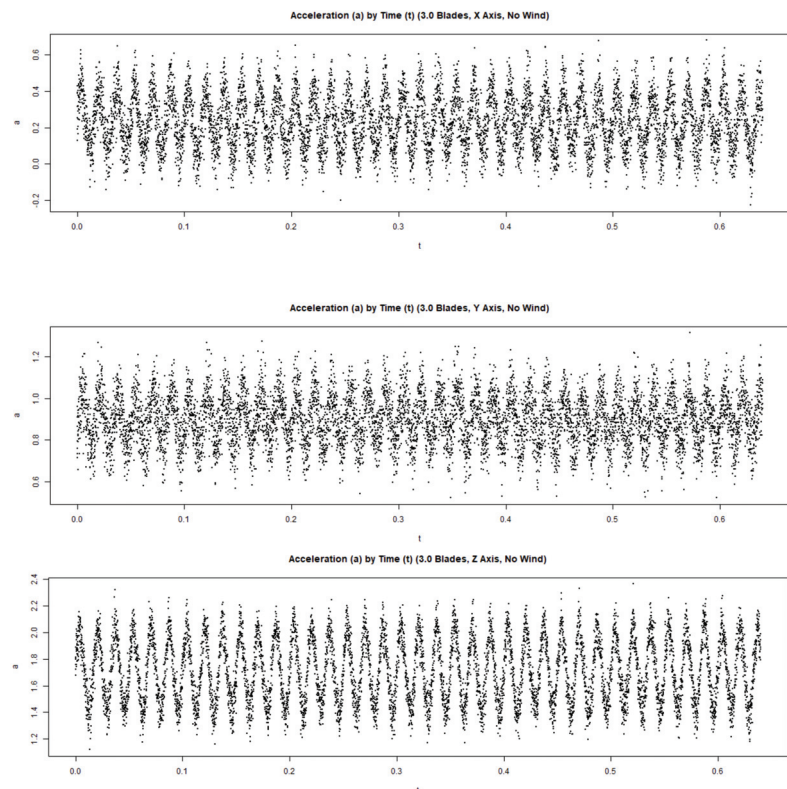 Acceleration (a) by Time (t) (3.0 Blades, X Axis, No Wind)
a
0.6
0.4
0.2
0.0
-0.2
0.0 0.1 0.2 0.3 0.4 0.5 0.6
t
Acceleration (a) by Time (t) (3.0 Blades, Y Axis, No Wind)
a
1.2
1.0
0.8
0.6
0.0 0.1 0.2 0.3 0.4 0.5 0.6
t
Acceleration (a) by Time (t) (3.0 Blades, Z Axis, No Wind)
a
2.4
2.2
2.0
1.8
1.6
1.4
1.2
0.0 0.1 0.2 0.3 0.4 0.5 0.6